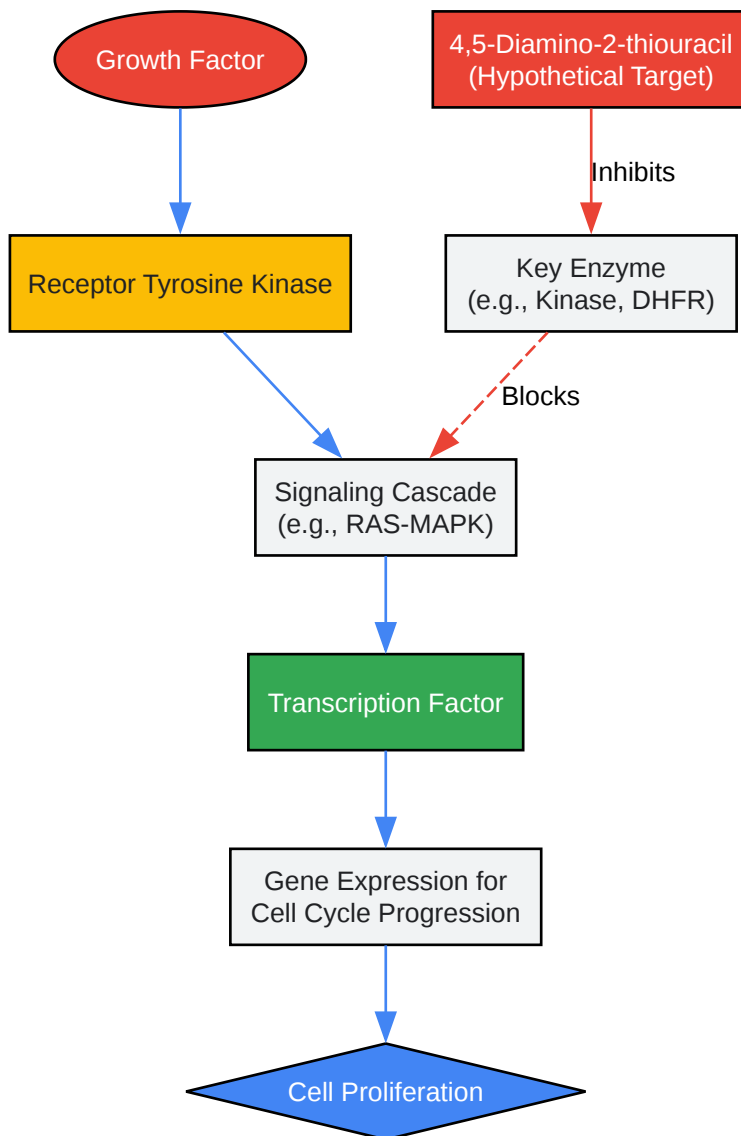 Growth Factor
4,5-Diamino-2-thiouracil
(Hypothetical Target)
Inhibits
Receptor Tyrosine Kinase
Key Enzyme
(e.g., Kinase, DHFR)
Blocks
Signaling Cascade
(e.g., RAS-MAPK)
Transcription Factor
Gene Expression for
Cell Cycle Progression
Cell Proliferation